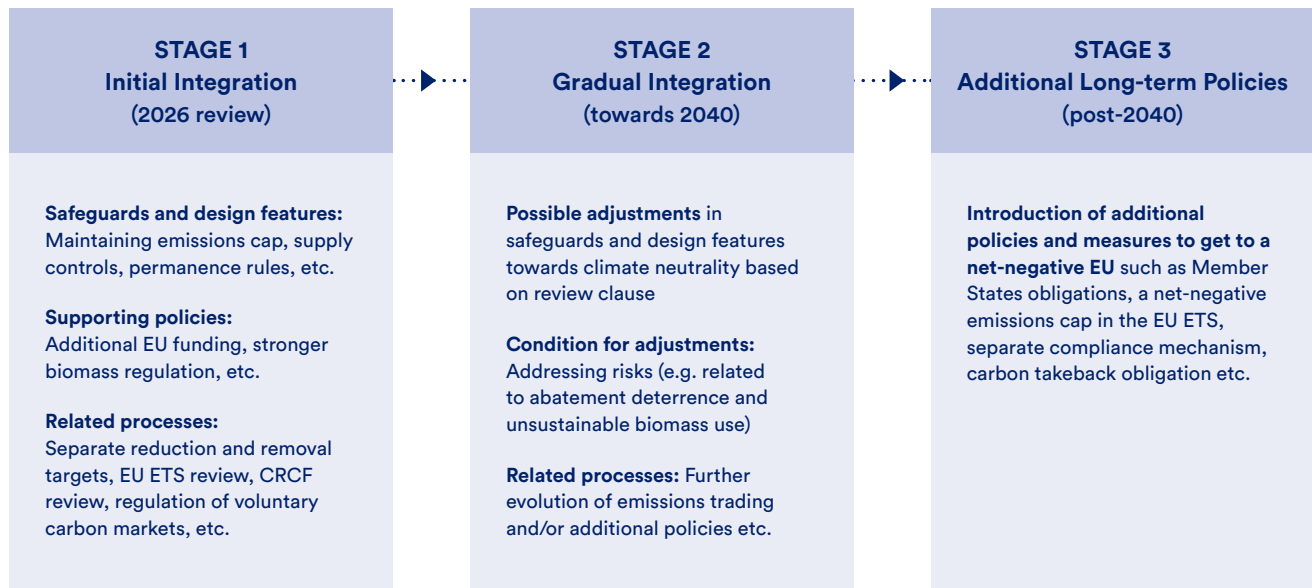 STAGE 1
Initial Integration
(2026 review)
Safeguards and design features:
Maintaining emissions cap, supply
controls, permanence rules, etc.
Supporting policies:
Additional EU funding, stronger
biomass regulation, etc.
Related processes:
Separate reduction and removal
targets, EU ETS review, CRCF
review, regulation of voluntary
carbon markets, etc.
STAGE 2
Gradual Integration
(towards 2040)
Possible adjustments in
safeguards and design features
towards climate neutrality based
on review clause
Condition for adjustments:
Addressing risks (e.g. related
to abatement deterrence and
unsustainable biomass use)
Related processes: Further
evolution of emissions trading
and/or additional policies etc.
STAGE 3
Additional Long-term Policies
(post-2040)
Introduction of additional
policies and measures to get to a
net-negative EU such as Member
States obligations, a net-negative
emissions cap in the EU ETS,
separate compliance mechanism,
carbon takeback obligation etc.